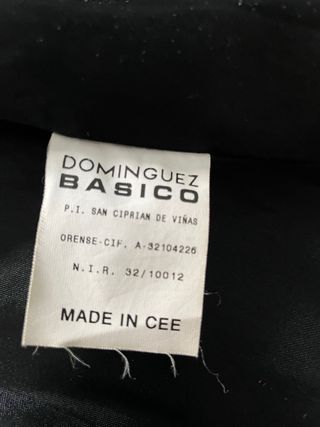 DOMINGUEZ
BASICO
P.I. SAN CIPRIAN DE VIÑAS
ORENSE-CIF. A-32104226
N.I.R. 32/10012
MADE IN CEE